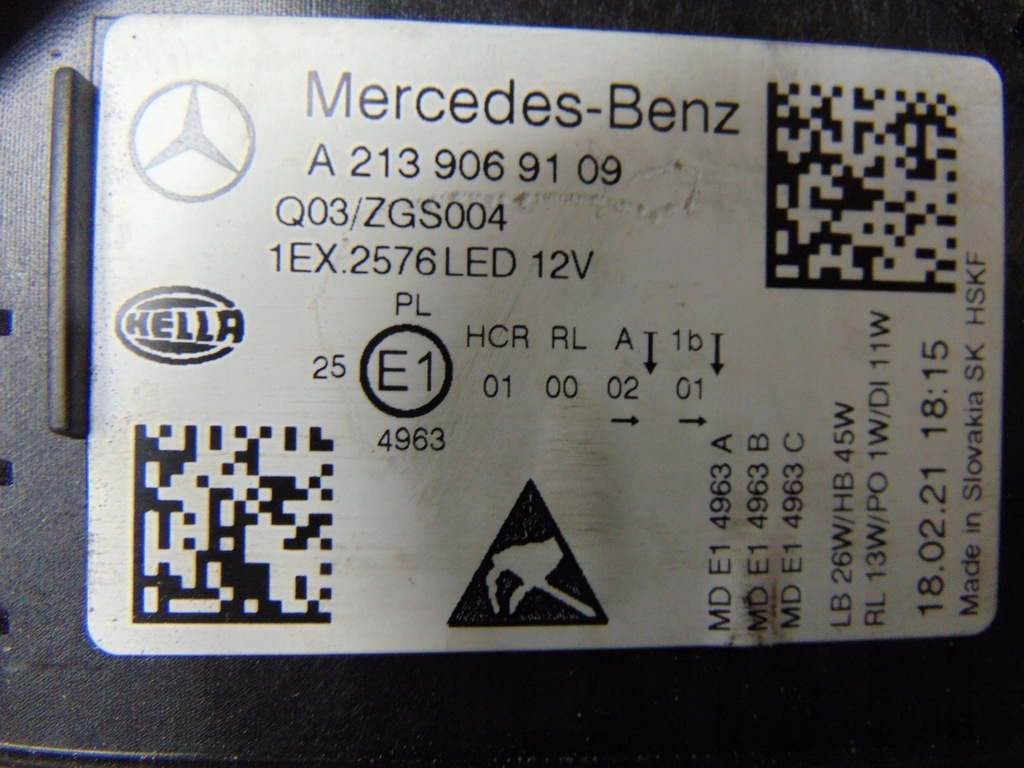 Mercedes-Benz
A 213 906 91 09
Q03/ZGS004
1EX.2576 LED 12V
HELLA
PL
HCR RL A 1b
25 E1 01 00 02 01
→ →
4963
MD E1 4963 A
MD E1 4963 B
MD E1 4963 C
LB 26W/HB 45W
RL 13W/PO 1W/DI 11W
18.02.21 18:15
Made in Slovakia SK HSKF